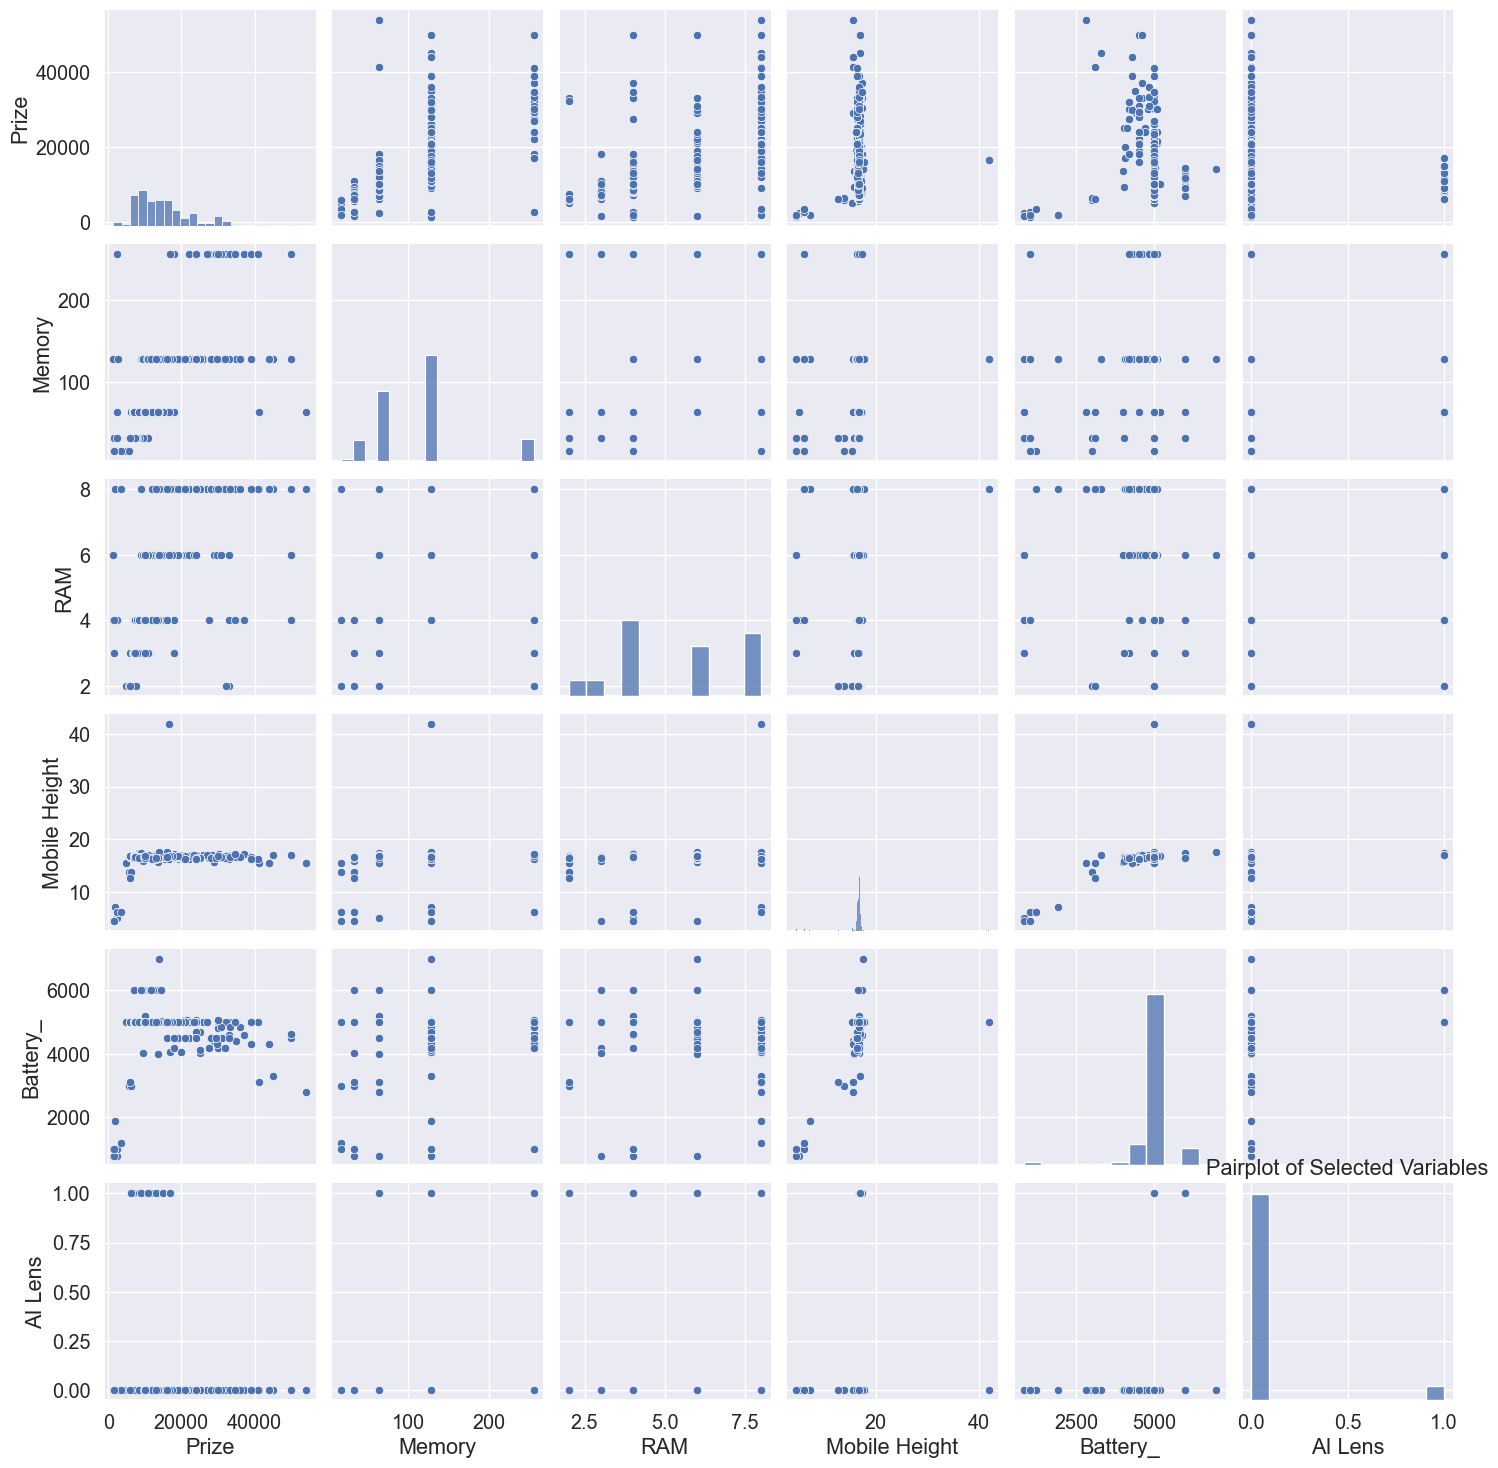 Prize
40000
20000
0
Memory
200
100
RAM
8
6
4
2
Mobile Height
40
30
20
10
Battery_
6000
4000
2000
Pairplot of Selected Variables
AI Lens
1.00
0.75
0.50
0.25
0.00
0 20000 40000 100 200 2.5 5.0 7.5 20 40 2500 5000 0.0 0.5 1.0
Prize Memory RAM Mobile Height Battery_ AI Lens